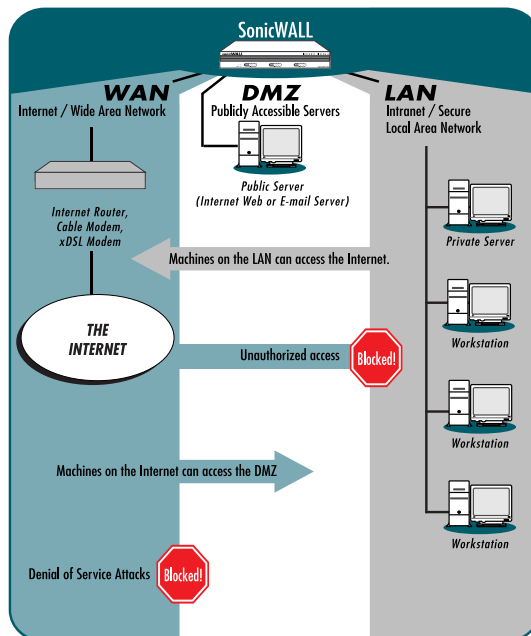 SonicWALL
WAN
Internet / Wide Area Network
DMZ
Publicly Accessible Servers
LAN
Intranet / Secure
Local Area Network
Public Server
(Internet Web or E-mail Server)
Internet Router,
Cable Modem,
xDSL Modem
Private Server
Machines on the LAN can access the Internet.
THE
INTERNET
Unauthorized access
Blocked!
Workstation
Workstation
Machines on the Internet can access the DMZ
Workstation
Denial of Service Attacks
Blocked!